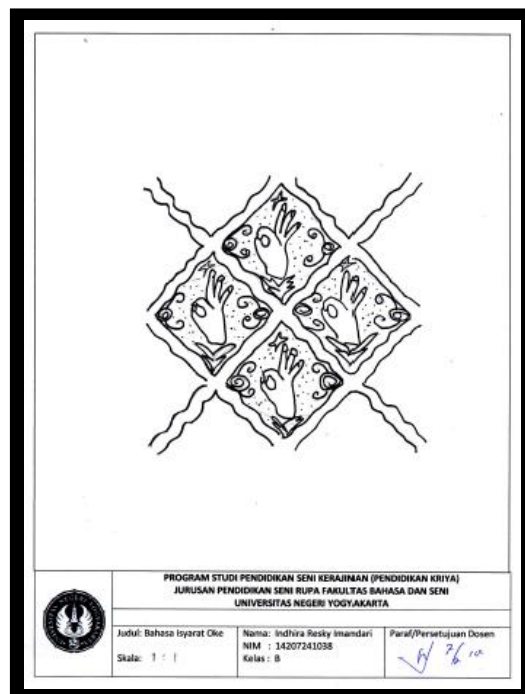 PROGRAM STUDI PENDIDIKAN SENI KERAJINAN (PENDIDIKAN KRIYA)
JURUSAN PENDIDIKAN SENI RUPA FAKULTAS BAHASA DAN SENI
UNIVERSITAS NEGERI YOGYAKARTA
Judul: Bahasa Isyarat Oke
Skala: 1 : 1
Nama: Indhira Resky Imandari
NIM : 14207241038
Kelas : B
Paraf/Persetujuan Dosen